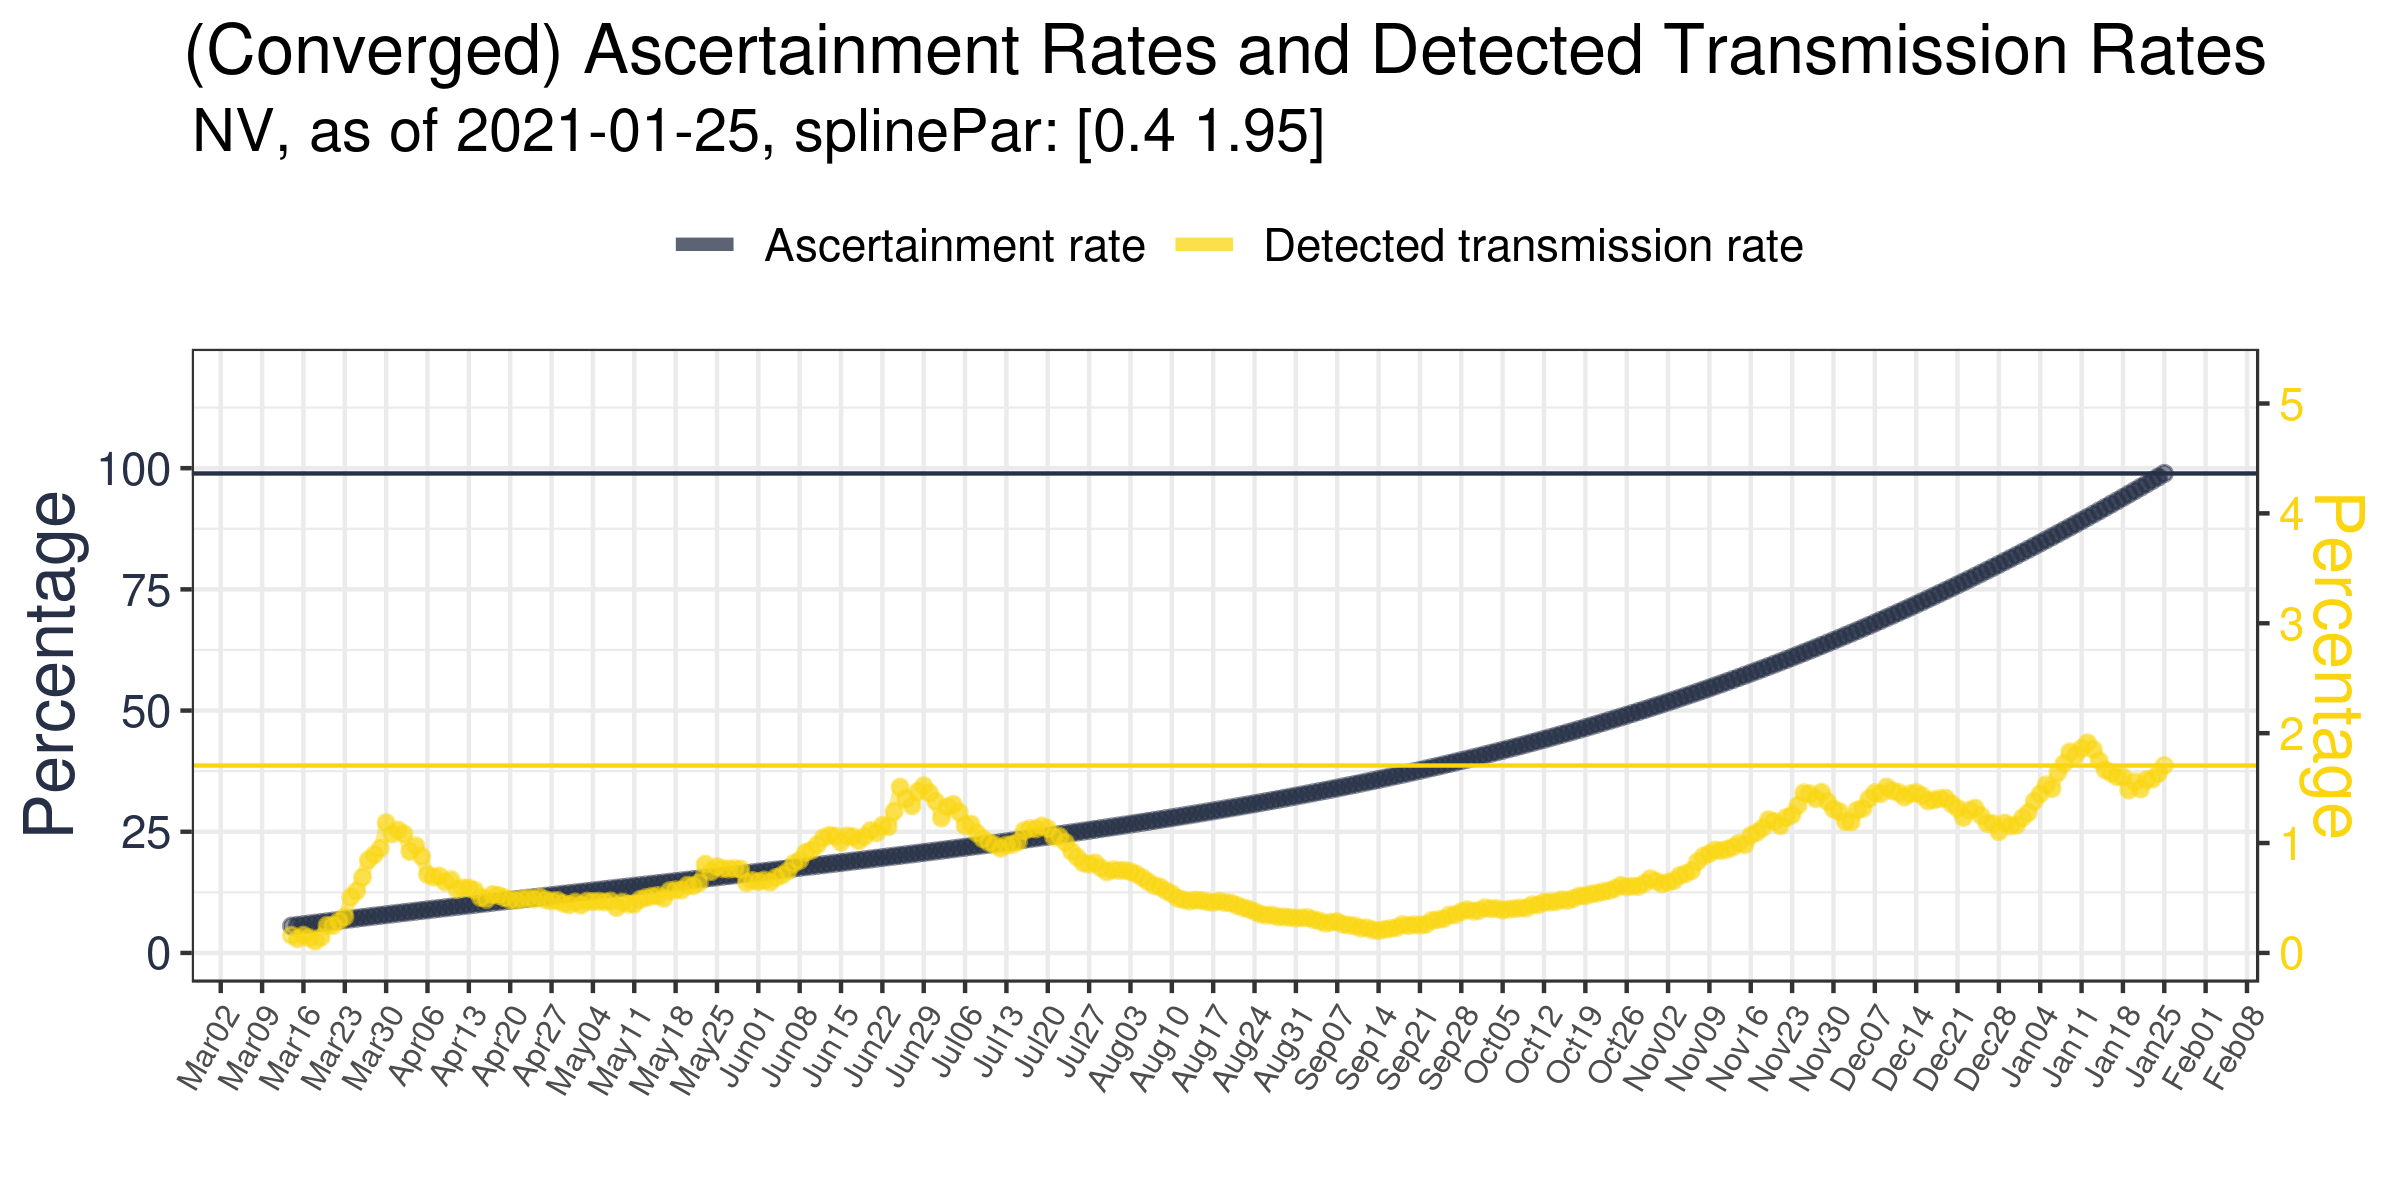 (Converged) Ascertainment Rates and Detected Transmission Rates
NV, as of 2021-01-25, splinePar: [0.4 1.95]
Ascertainment rate Detected transmission rate
Percentage
100
75
50
25
0
5
4
3
2
1
0
Percentage
Mar02 Mar09 Mar16 Mar23 Mar30 Apr06 Apr13 Apr20 Apr27 May04 May11 May18 May25 Jun01 Jun08 Jun15 Jun22 Jun29 Jul06 Jul13 Jul20 Jul27 Aug03 Aug10 Aug17 Aug24 Aug31 Sep07 Sep14 Sep21 Sep28 Oct05 Oct12 Oct19 Oct26 Nov02 Nov09 Nov16 Nov23 Nov30 Dec07 Dec14 Dec21 Dec28 Jan04 Jan11 Jan18 Jan25 Feb01 Feb08